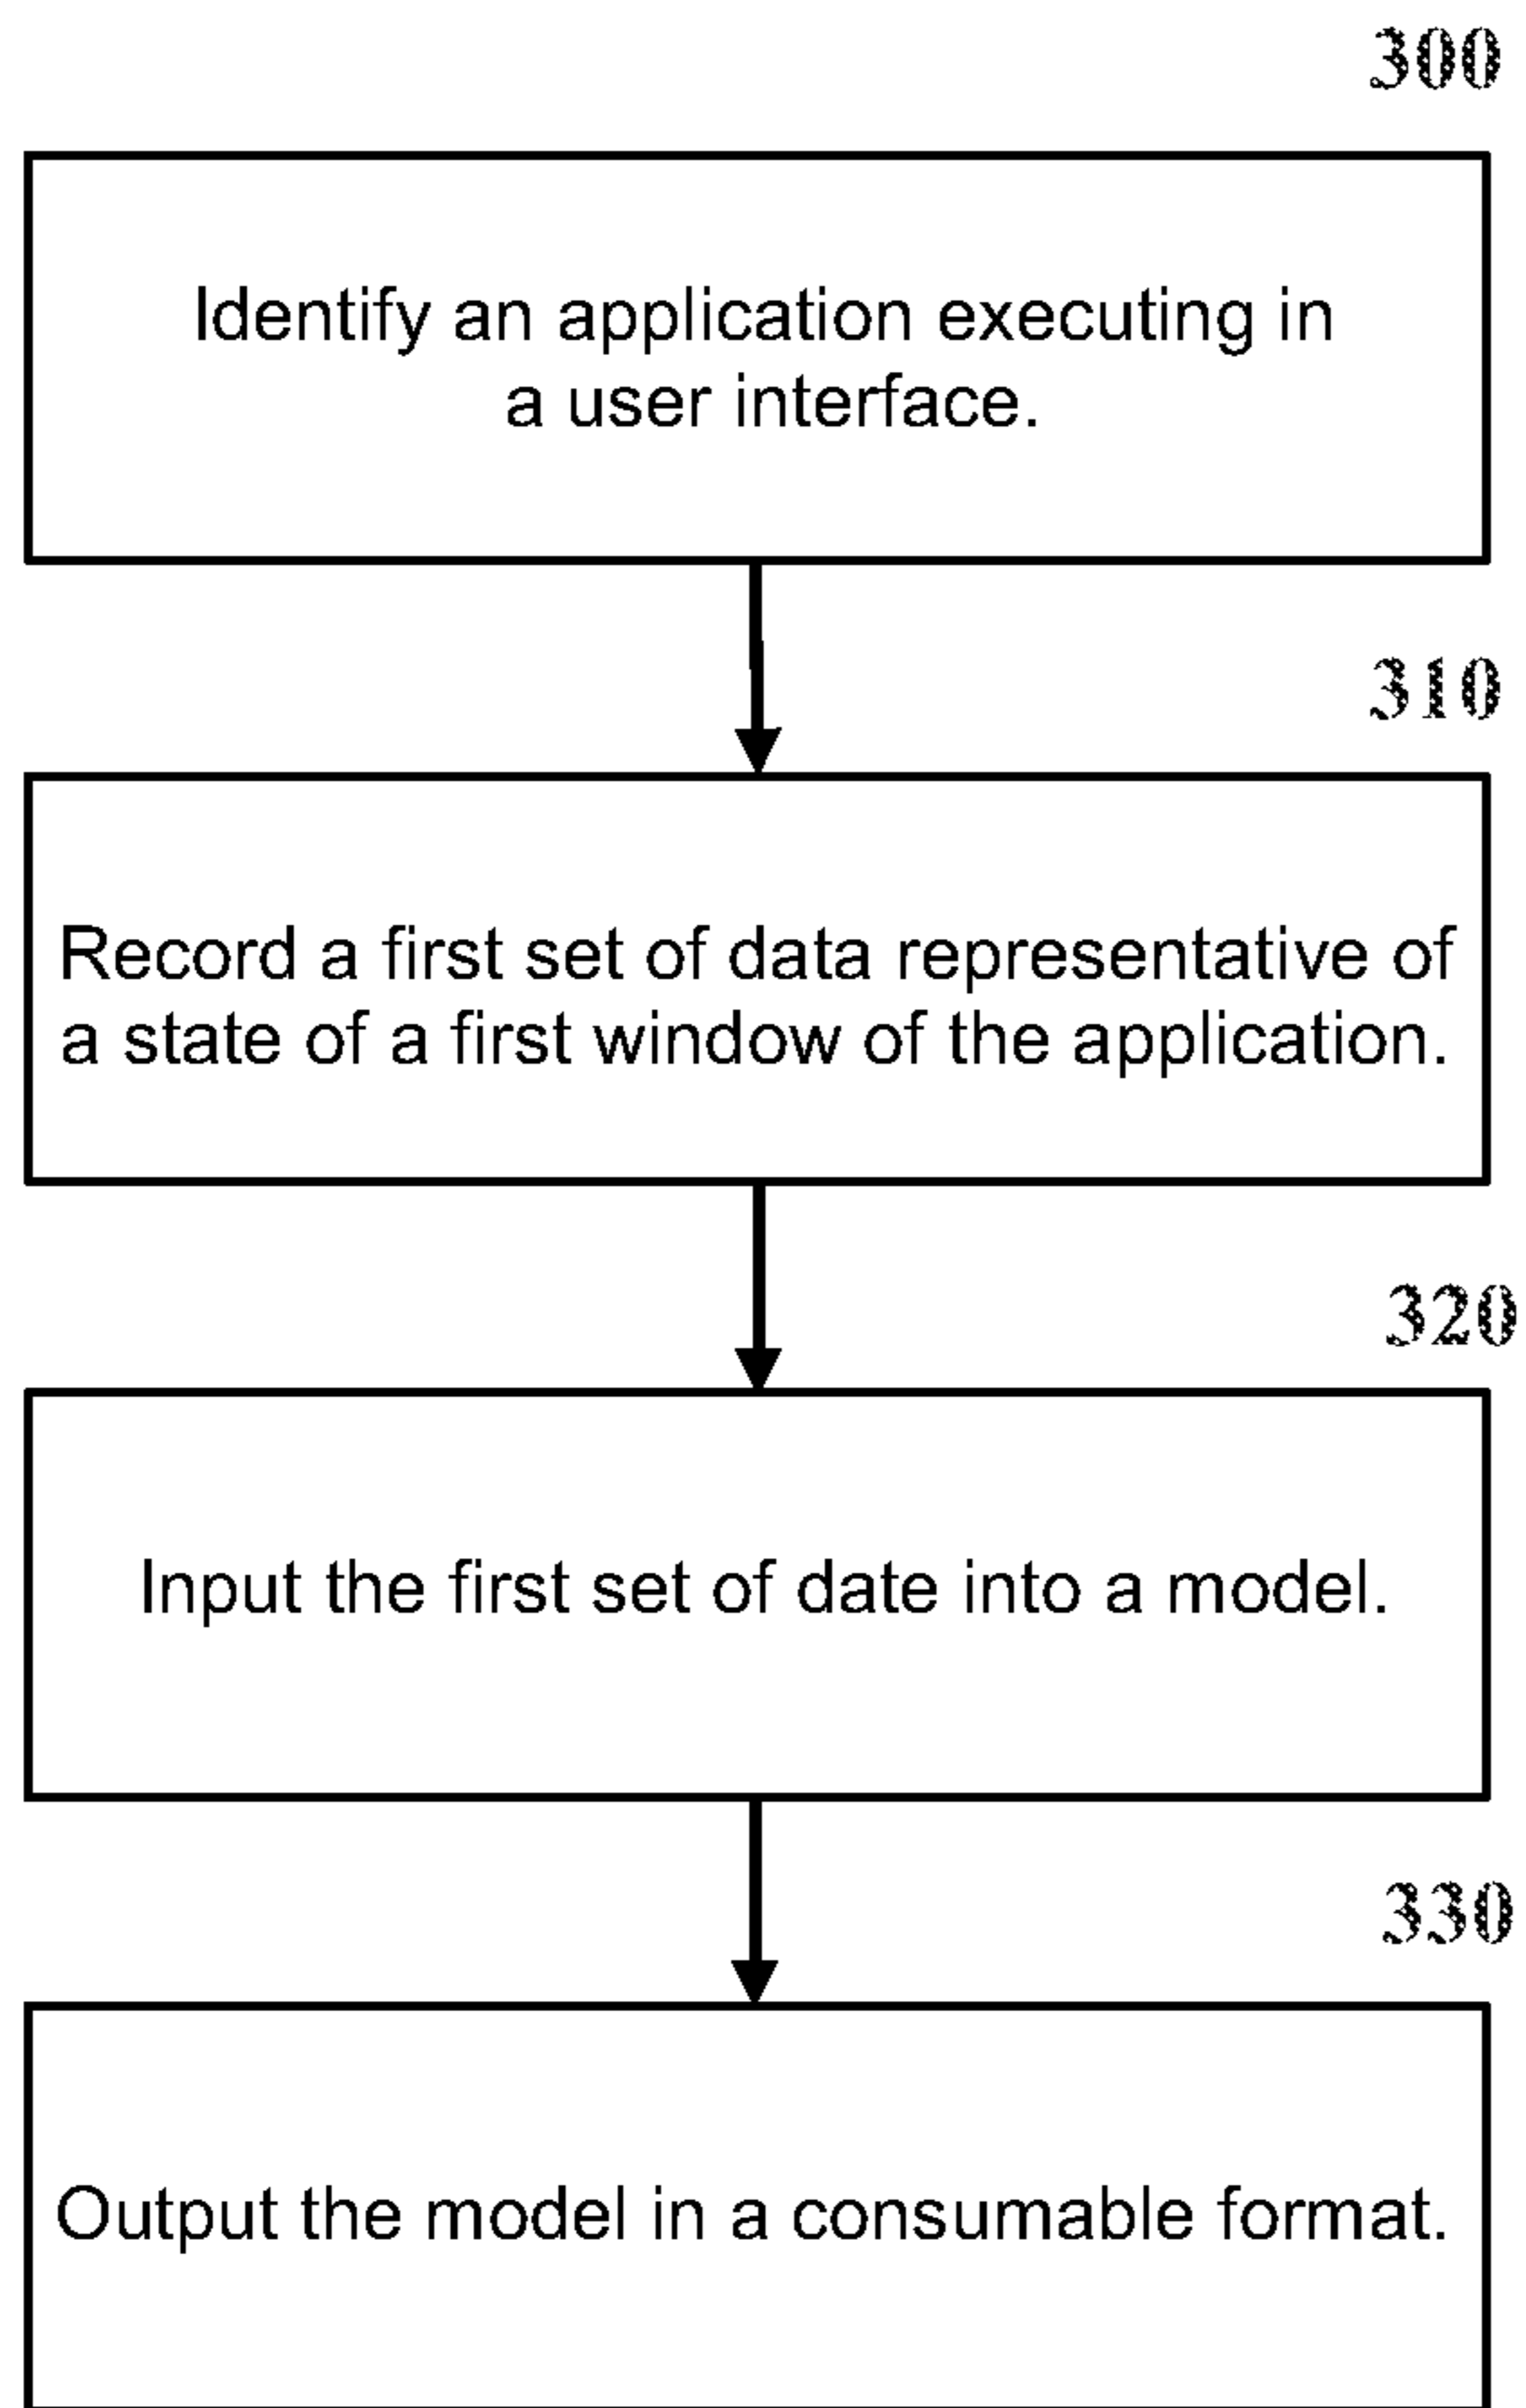 300
Identify an application executing in
a user interface.
310
Record a first set of data representative of
a state of a first window of the application.
320
Input the first set of date into a model.
330
Output the model in a consumable format.